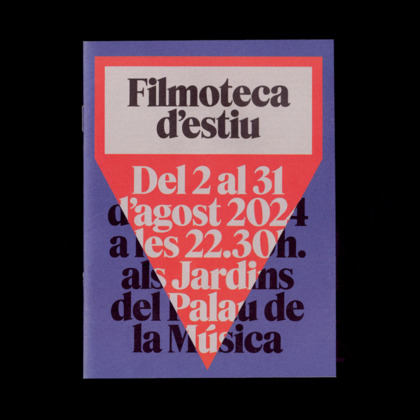 Filmoteca
d'estiu
Del 2 al 31
d'agost 2024
a les 22.30h.
als Jardins
del Palau de
la Música